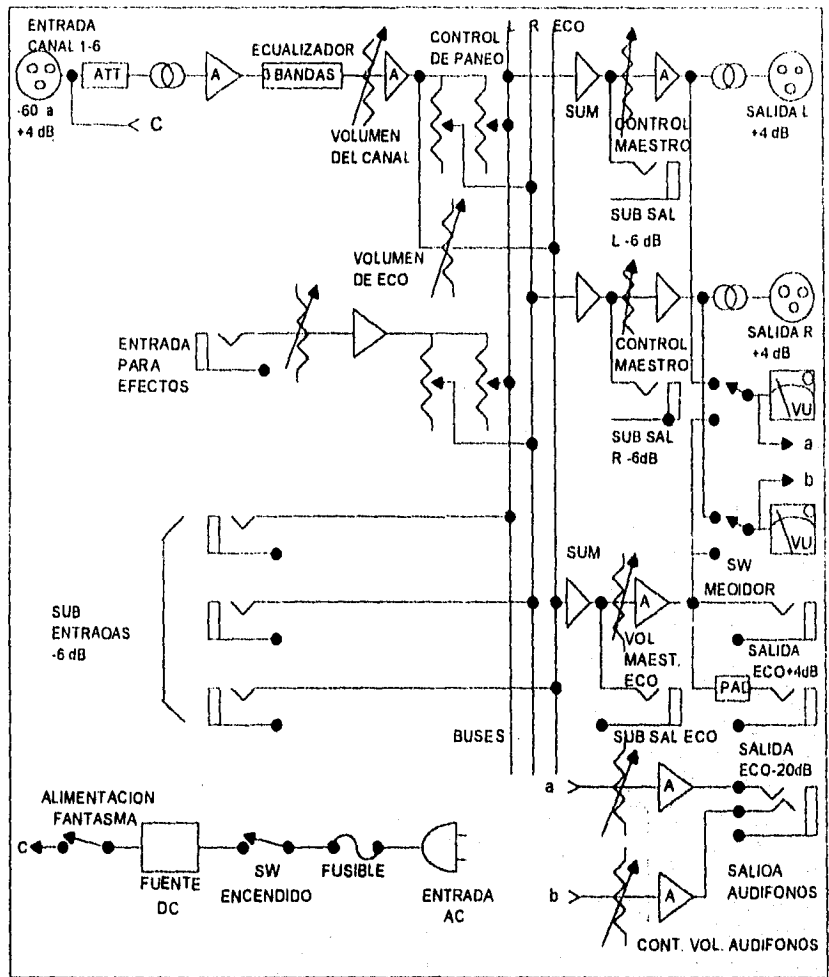 ENTRADA
CANAL 1-6
ATT
A
ECUALIZADOR
3 BANDAS
A
CONTROL
DE PANEO
L R ECO
-60 a
+4 dB
C
VOLUMEN
DEL CANAL
SUM
A
CONTROL
MAESTRO
SALIDA L
+4 dB
SUB SAL
L -6 dB
VOLUMEN
DE ECO
ENTRADA
PARA
EFECTOS
CONTROL
MAESTRO
SALIDA R
+4 dB
SUB SAL
R -6dB
VU
a
b
VU
SW
MEDIDOR
SUM
A
SUB
ENTRADAS
-6 dB
VOL
MAEST.
ECO
SALIDA
ECO+4dB
PAD
BUSES
SUB SAL ECO
SALIDA
ECO-20dB
a
A
ALIMENTACION
FANTASMA
C
FUENTE
DC
SW
ENCENDIDO
FUSIBLE
ENTRADA
AC
b
A
SALIDA
AUDIFONOS
CONT. VOL. AUDIFONOS